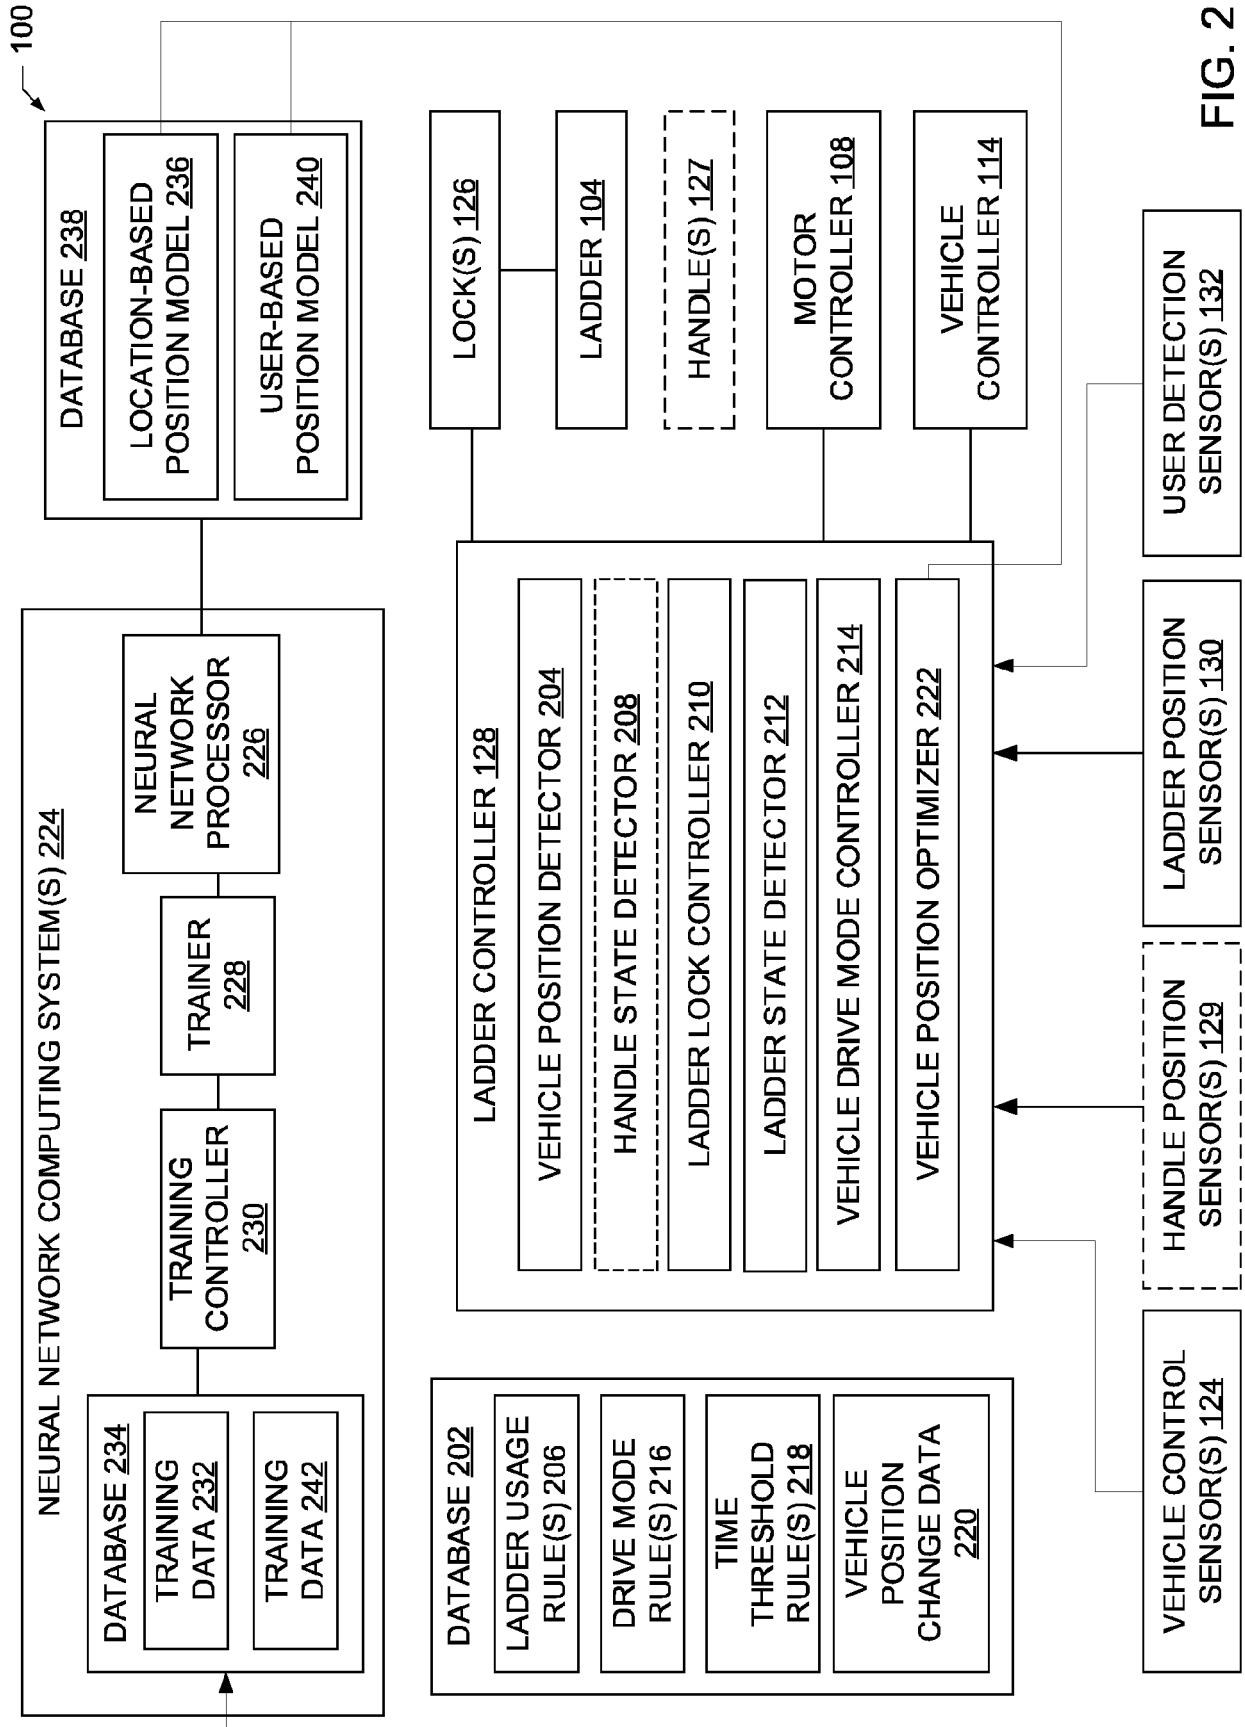 100
NEURAL NETWORK COMPUTING SYSTEM(S) 224
DATABASE 234
TRAINING
DATA 232
TRAINING
DATA 242
TRAINING
CONTROLLER
230
TRAINER
228
NEURAL
NETWORK
PROCESSOR
226
DATABASE 238
LOCATION-BASED
POSITION MODEL 236
USER-BASED
POSITION MODEL 240
DATABASE 202
LADDER USAGE
RULE(S) 206
DRIVE MODE
RULE(S) 216
TIME
THRESHOLD
RULE(S) 218
VEHICLE
POSITION
CHANGE DATA
220
LADDER CONTROLLER 128
VEHICLE POSITION DETECTOR 204
HANDLE STATE DETECTOR 208
LADDER LOCK CONTROLLER 210
LADDER STATE DETECTOR 212
VEHICLE DRIVE MODE CONTROLLER 214
VEHICLE POSITION OPTIMIZER 222
LOCK(S) 126
LADDER 104
HANDLE(S) 127
MOTOR
CONTROLLER 108
VEHICLE
CONTROLLER 114
VEHICLE CONTROL
SENSOR(S) 124
HANDLE POSITION
SENSOR(S) 129
LADDER POSITION
SENSOR(S) 130
USER DETECTION
SENSOR(S) 132
FIG. 2